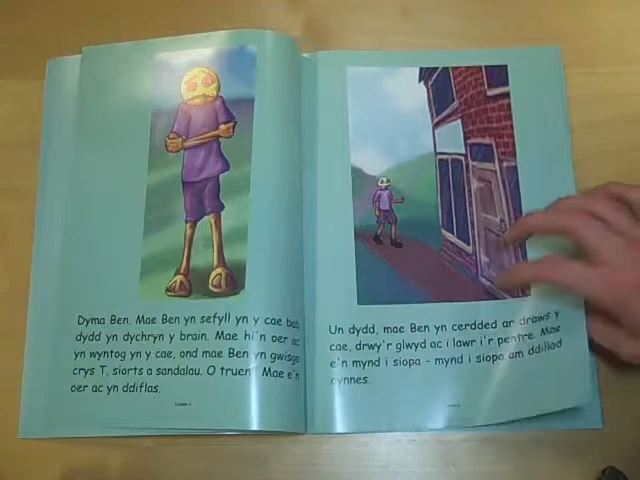 Dyma Ben. Mae Ben yn sefyll yn y cae bob
dydd yn dychryn y brain. Mae hi'n oer ac
yn wyntog yn y cae, ond mae Ben yn gwisgo
crys T, siorts a sandalau. O truen! Mae e'n
oer ac yn ddiflas.
Un dydd, mae Ben yn cerdded ar draws y
cae, drwy'r glwyd ac i lawr i'r pentre. Mae
e'n mynd i siopa - mynd i siopa am ddillad
cynnes.